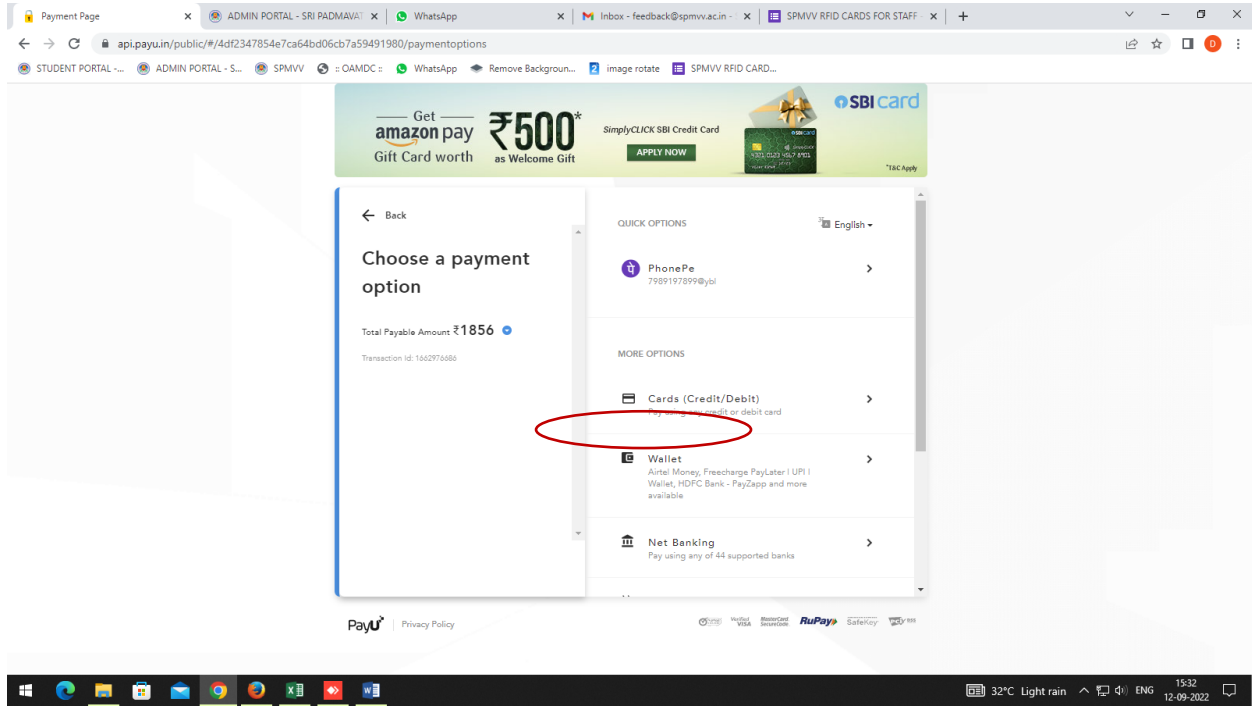 Payment Page
ADMIN PORTAL - SRI PADMAVAT
WhatsApp
Inbox - feedback@spmvv.ac.in -
SPMVV RFID CARDS FOR STAFF -
api.payu.in/public/#/4df2347854e7ca64bd06cb7a59491980/paymentoptions
D
STUDENT PORTAL -...
ADMIN PORTAL - S...
SPMVV
:: OAMDC ::
WhatsApp
Remove Backgroun...
image rotate
SPMVV RFID CARD...
Get
amazon pay
Gift Card worth
₹500*
as Welcome Gift
SimplyCLICK SBI Credit Card
APPLY NOW
SBI card
*T&C Apply
Back
Choose a payment
option
Total Payable Amount ₹1856
Transaction Id: 1662976686
QUICK OPTIONS
English
PhonePe
7989197899@ybl
MORE OPTIONS
Cards (Credit/Debit)
Pay using any credit or debit card
Wallet
Airtel Money, Freecharge PayLater | UPI |
Wallet, HDFC Bank - PayZapp and more
available
Net Banking
Pay using any of 44 supported banks
PayU
Privacy Policy
Verified
VISA
MasterCard
SecureCode
RuPay
SafeKey
32°C Light rain
ENG
15:32
12-09-2022